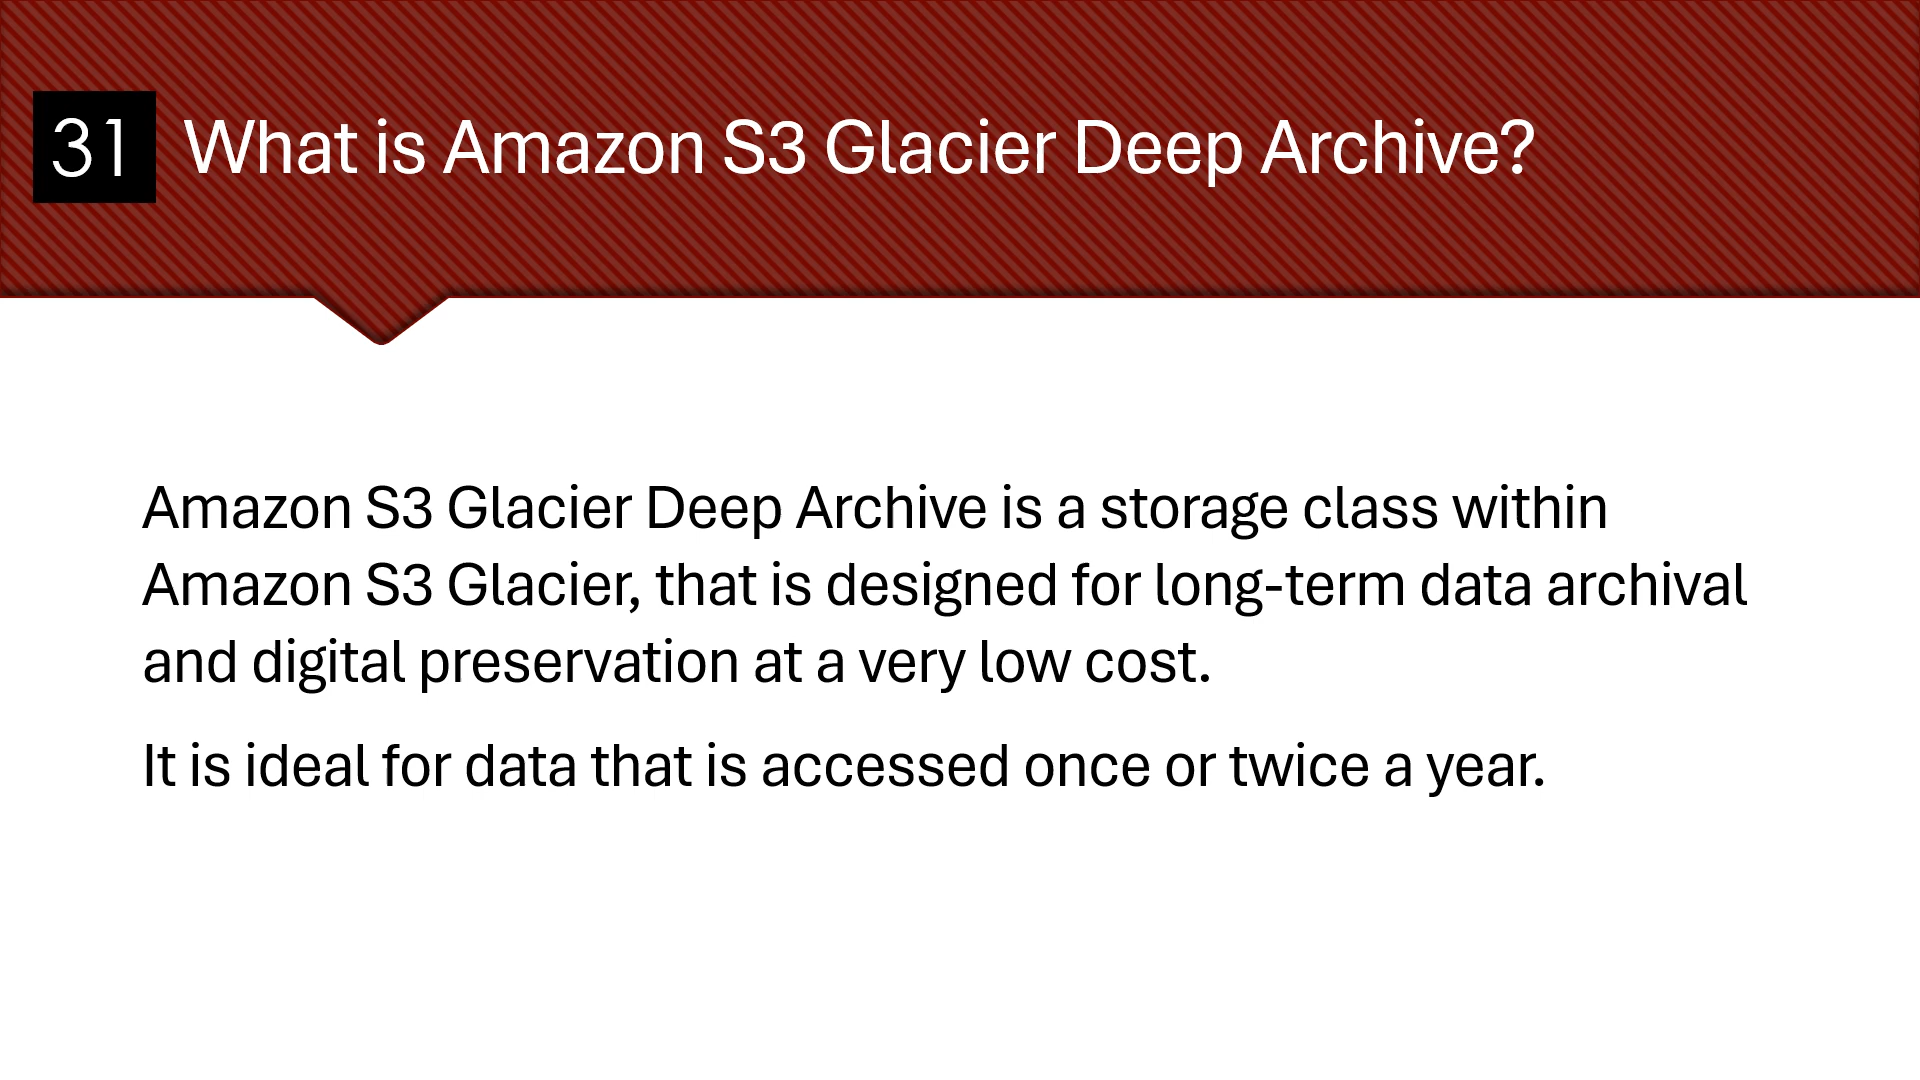 31 What is Amazon S3 Glacier Deep Archive?
Amazon S3 Glacier Deep Archive is a storage class within
Amazon S3 Glacier, that is designed for long-term data archival
and digital preservation at a very low cost.
It is ideal for data that is accessed once or twice a year.